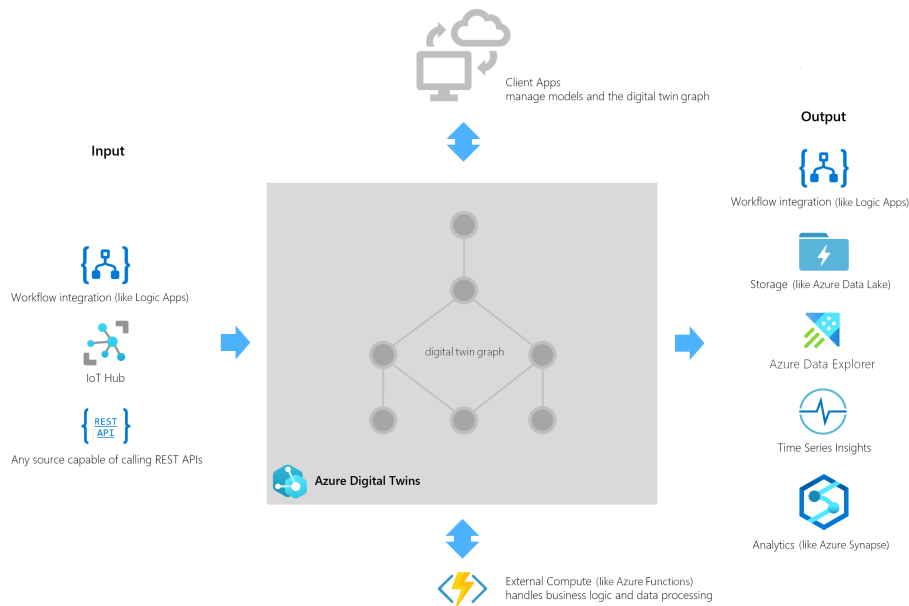 Client Apps
manage models and the digital twin graph
Input
Workflow integration (like Logic Apps)
IoT Hub
REST
API
Any source capable of calling REST APIs
digital twin graph
Azure Digital Twins
External Compute (like Azure Functions)
handles business logic and data processing
Output
Workflow integration (like Logic Apps)
Storage (like Azure Data Lake)
Azure Data Explorer
Time Series Insights
Analytics (like Azure Synapse)